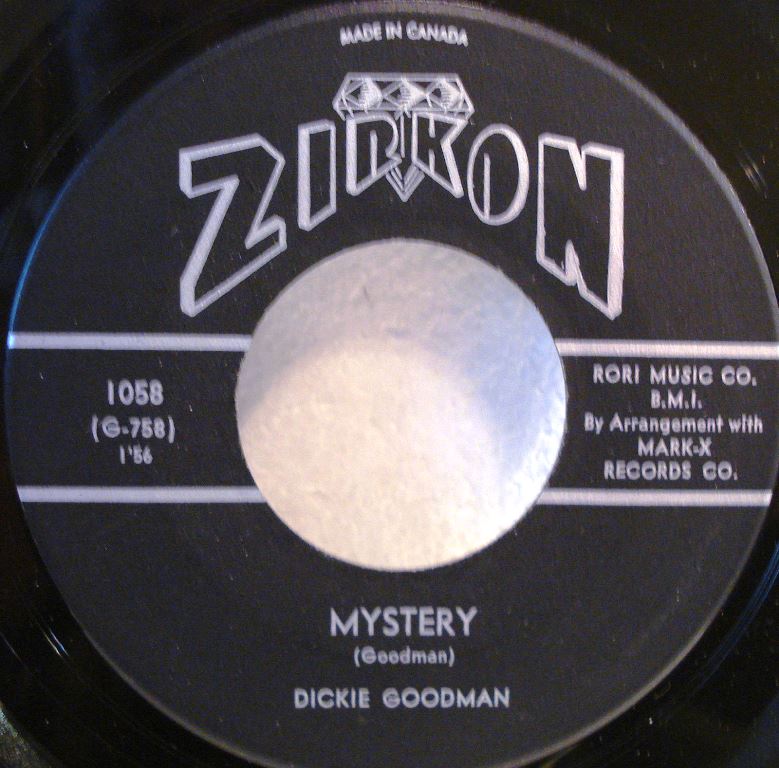 MADE IN CANADA
ZIRKON
1058
(G-758)
1'56
RORI MUSIC CO.
B.M.I.
By Arrangement with
MARK-X
RECORDS CO.
MYSTERY
(Goodman)
DICKIE GOODMAN